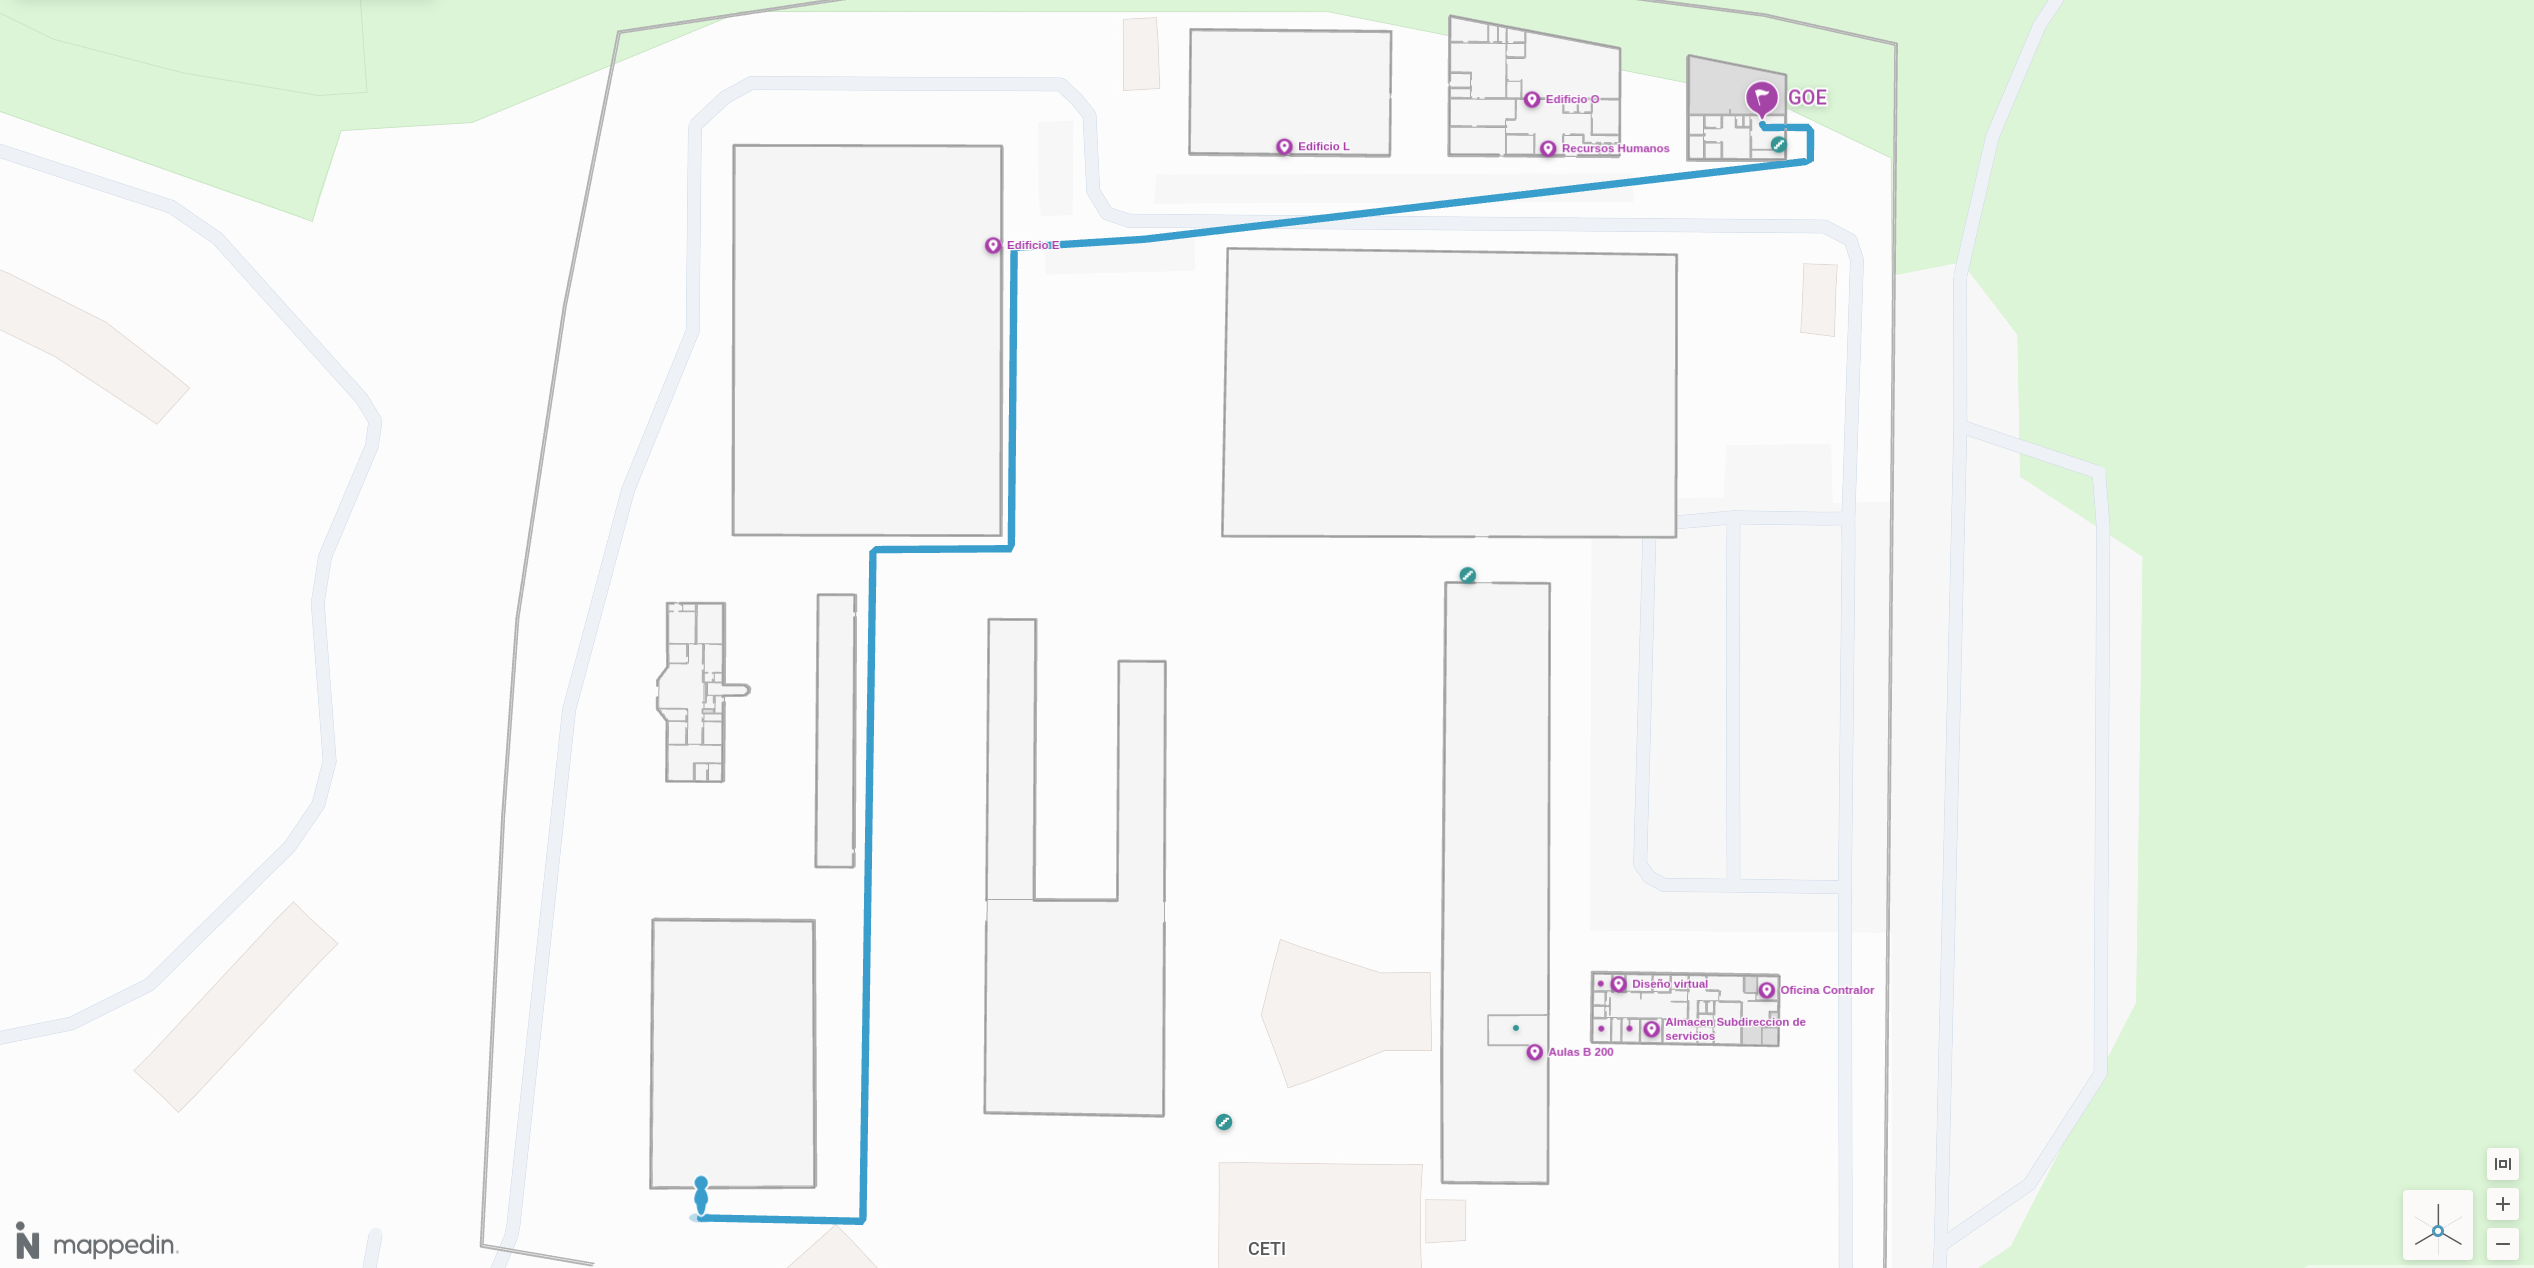 GOE
Edificio O
Edificio L
Recursos Humanos
Edificio E
Diseño virtual
Oficina Contralor
Almacen Subdireccion de
servicios
Aulas B 200
CETI
mappedin.